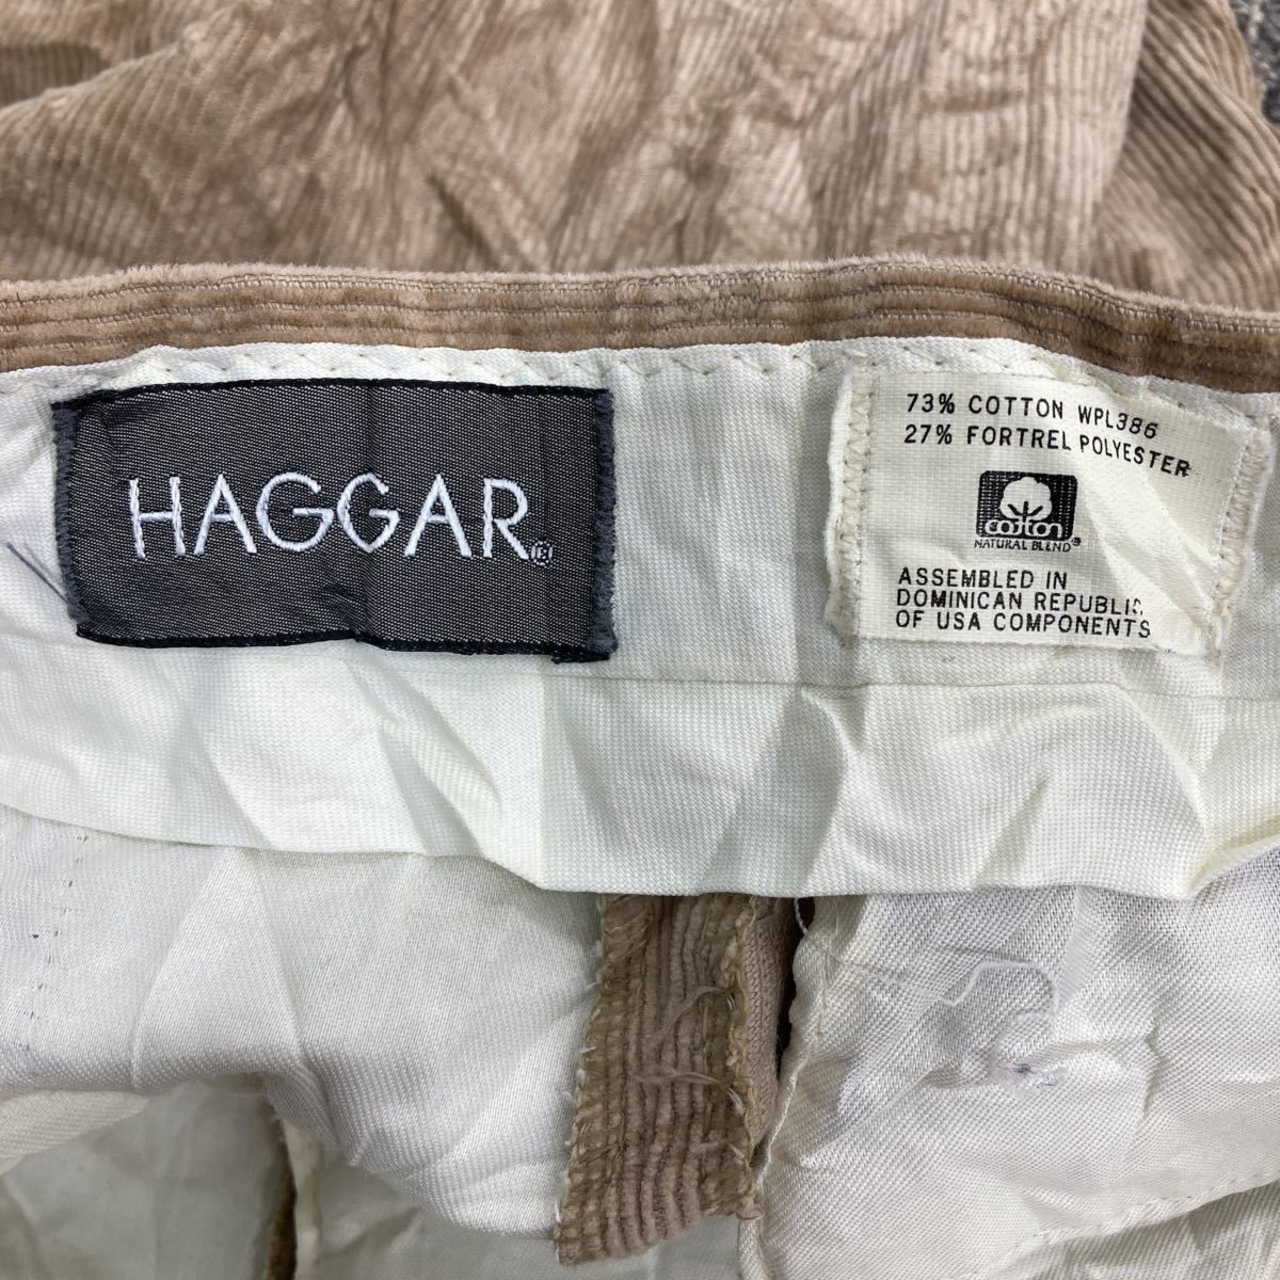 HAGGAR®
73% COTTON WPL386
27% FORTREL POLYESTER
cotton
NATURAL BLEND®
ASSEMBLED IN
DOMINICAN REPUBLIC
OF USA COMPONENTS